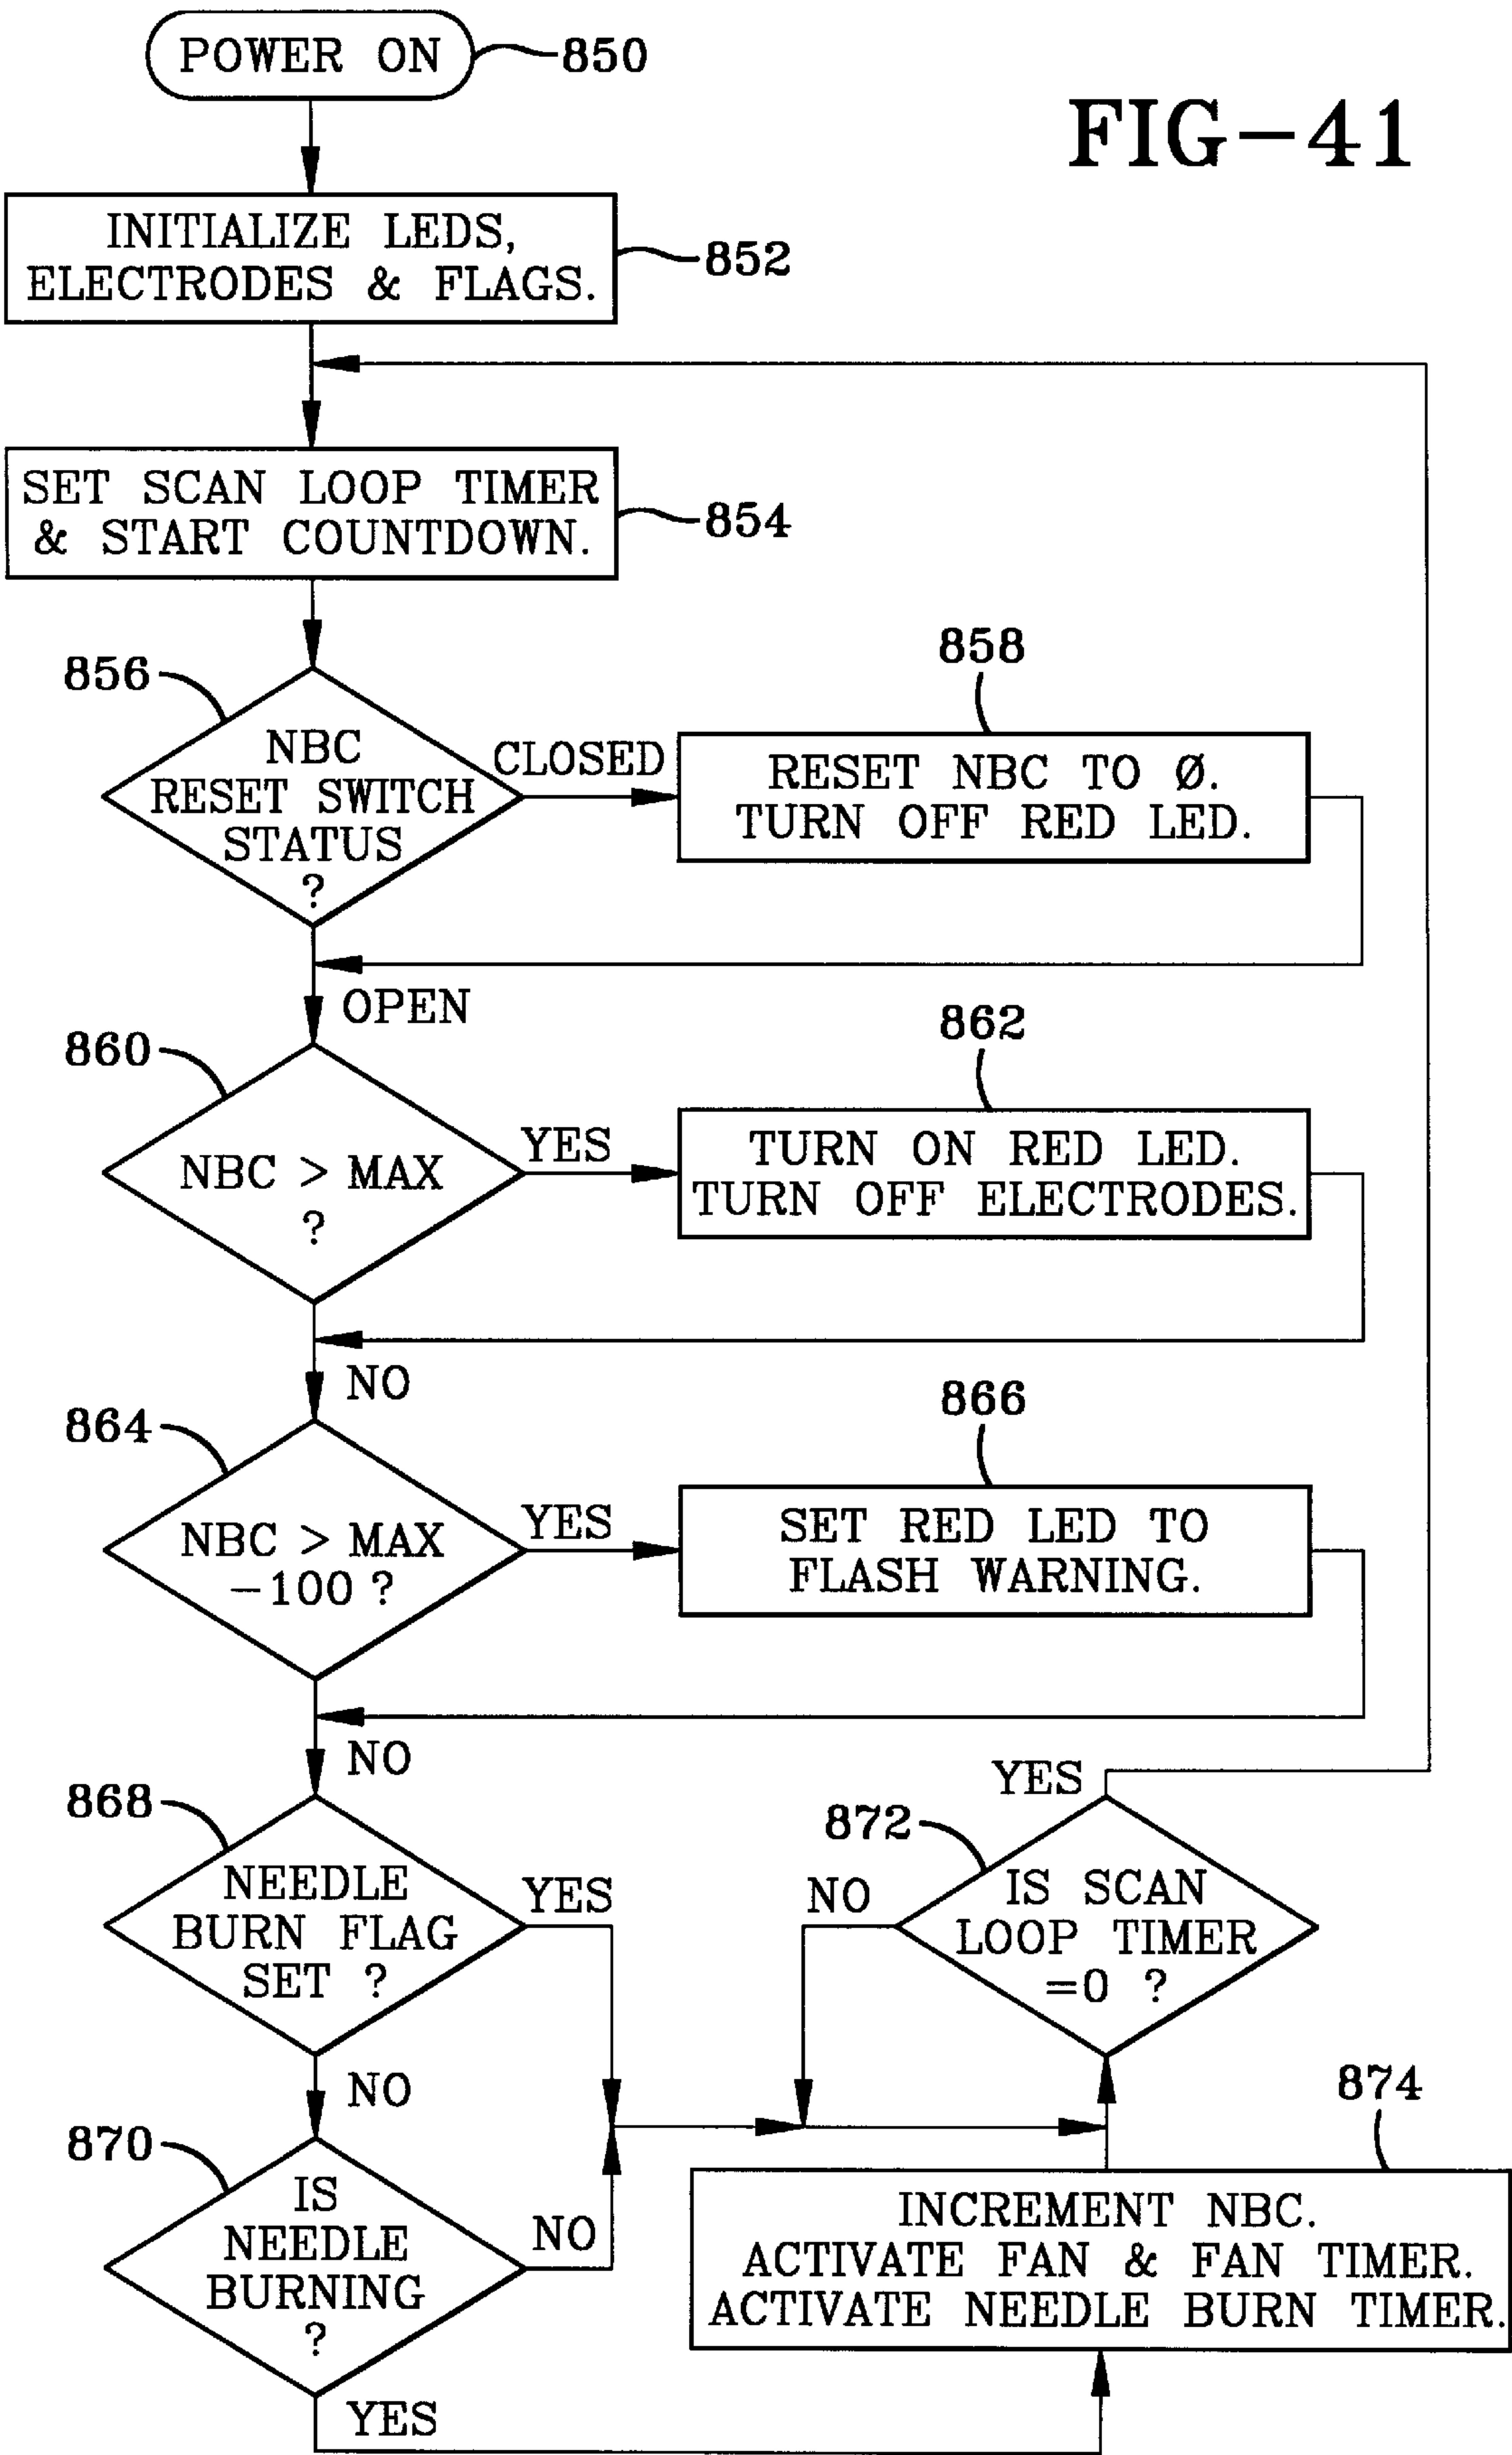 POWER ON
850
FIG-41
INITIALIZE LEDS,
ELECTRODES & FLAGS.
852
SET SCAN LOOP TIMER
& START COUNTDOWN.
854
856
NBC
RESET SWITCH
STATUS
?
CLOSED
858
RESET NBC TO Ø.
TURN OFF RED LED.
OPEN
860
NBC > MAX
?
YES
862
TURN ON RED LED.
TURN OFF ELECTRODES.
NO
864
NBC > MAX
-100 ?
YES
866
SET RED LED TO
FLASH WARNING.
NO
868
NEEDLE
BURN FLAG
SET ?
YES
NO
872
IS SCAN
LOOP TIMER
=0 ?
YES
NO
870
IS
NEEDLE
BURNING
?
NO
YES
874
INCREMENT NBC.
ACTIVATE FAN & FAN TIMER.
ACTIVATE NEEDLE BURN TIMER.